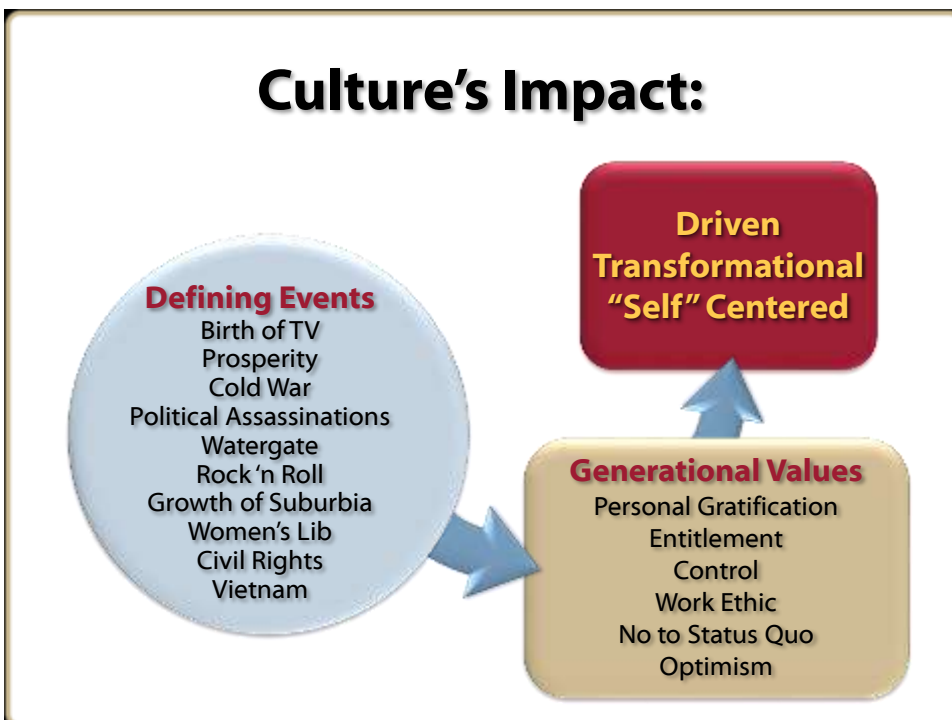 Culture’s Impact:
Defining Events
Birth of TV
Prosperity
Cold War
Political Assassinations
Watergate
Rock ‘n Roll
Growth of Suburbia
Women’s Lib
Civil Rights
Vietnam
Generational Values
Personal Gratification
Entitlement
Control
Work Ethic
No to Status Quo
Optimism
Driven
Transformational
“Self” Centered